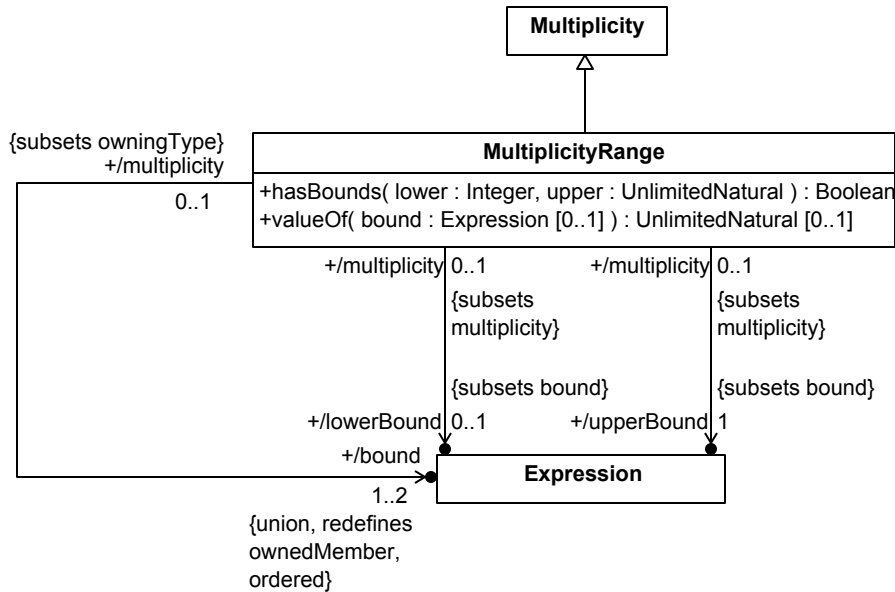 Multiplicity
{subsets owningType}
+/multiplicity
0..1
MultiplicityRange
+hasBounds( lower : Integer, upper : UnlimitedNatural ) : Boolean
+valueOf( bound : Expression [0..1] ) : UnlimitedNatural [0..1]
+/multiplicity 0..1
{subsets
multiplicity}
+/multiplicity 0..1
{subsets
multiplicity}
{subsets bound}
+/lowerBound 0..1
{subsets bound}
+/upperBound 1
+/bound
1..2
{union, redefines
ownedMember,
ordered}
Expression